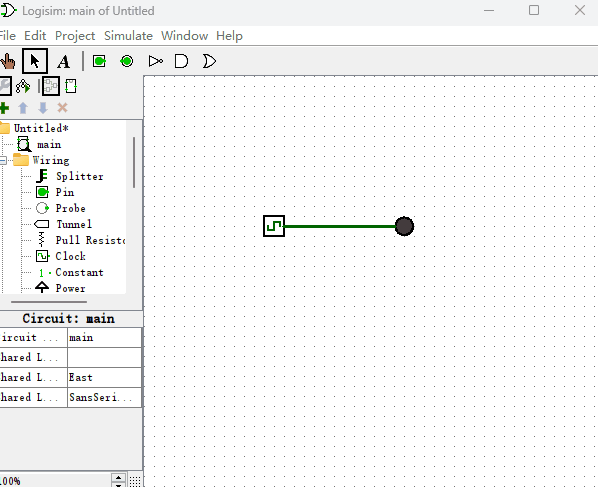 Logisim: main of Untitled
File Edit Project Simulate Window Help
A
Untitled*
main
Wiring
Splitter
Pin
Probe
Tunnel
Pull Resisto
Clock
1 Constant
Power
Circuit: main
ircuit ... main
hared L...
hared L... East
hared L... SansSeri...
100%